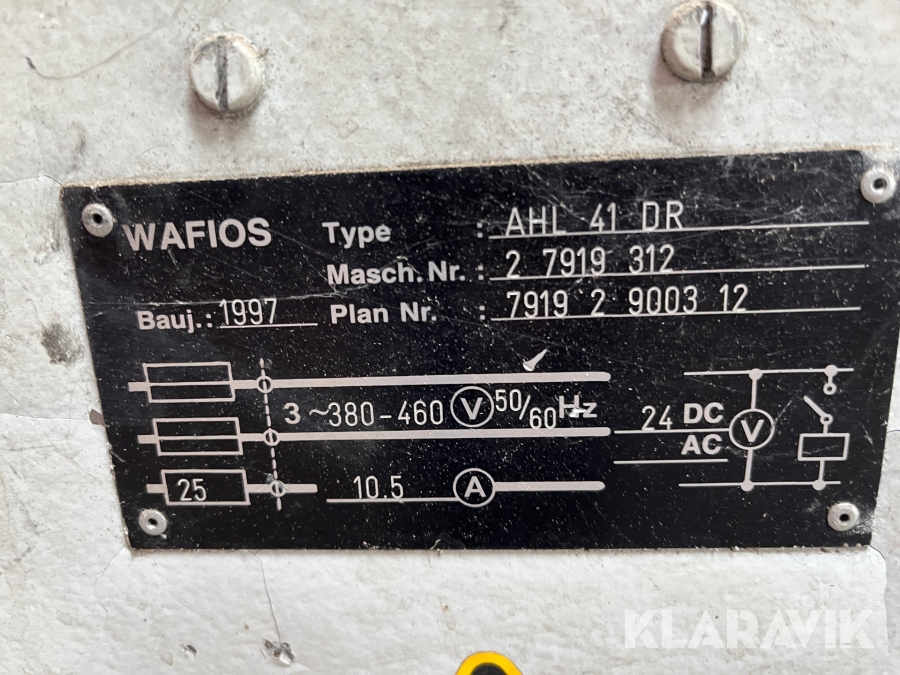 WAFIOS Type : AHL 41 DR
Masch. Nr. : 2 7919 312
Bauj. : 1997 Plan Nr. : 7919 2 9003 12
3 ~ 380-460 V 50/60 Hz 24 DC V
AC
25 10.5 A
KLARAVIK